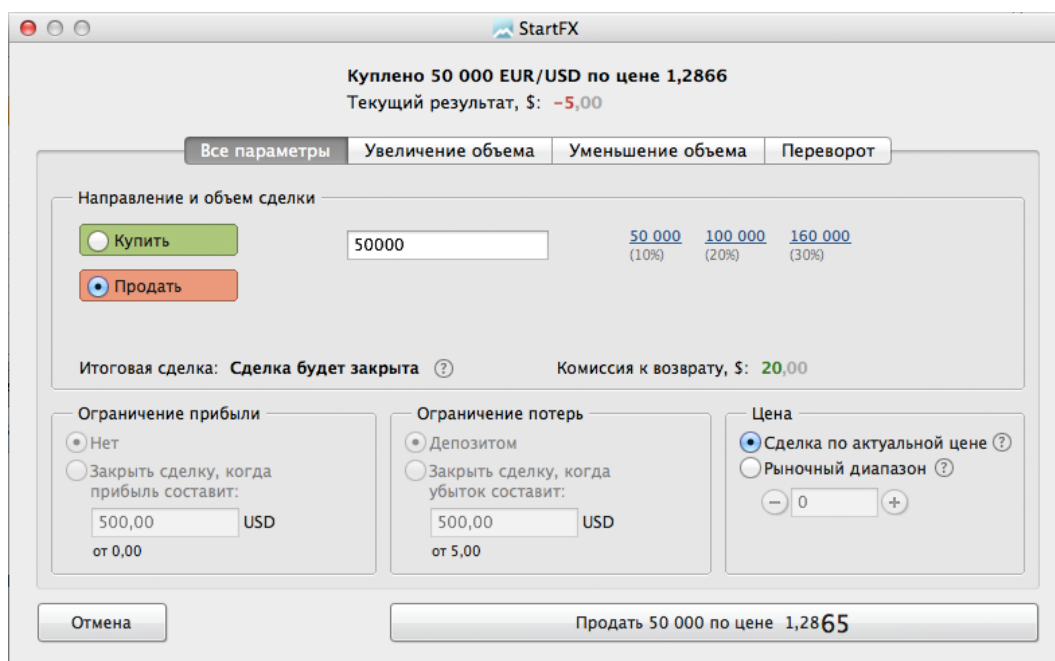 StartFX
Куплено 50 000 EUR/USD по цене 1,2866
Текущий результат, $: −5,00
Все параметры Увеличение объема Уменьшение объема Переворот
Направление и объем сделки
Купить 50000 50 000 100 000 160 000
(10%) (20%) (30%)
Продать
Итоговая сделка: Сделка будет закрыта ? Комиссия к возврату, $: 20,00
Ограничение прибыли
Нет
Закрыть сделку, когда
прибыль составит:
500,00 USD
от 0,00
Ограничение потерь
Депозитом
Закрыть сделку, когда
убыток составит:
500,00 USD
от 5,00
Цена
Сделка по актуальной цене ?
Рыночный диапазон ?
− 0 +
Отмена Продать 50 000 по цене 1,2865